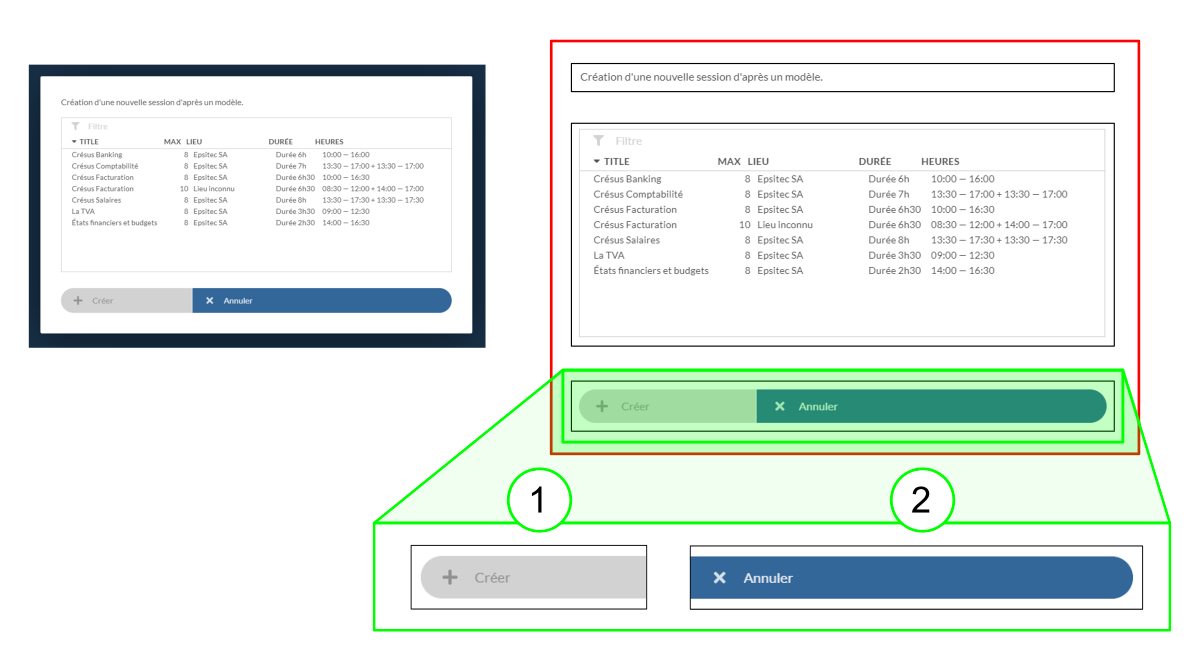 Création d'une nouvelle session d'après un modèle.
Filtre
TITLE MAX LIEU DURÉE HEURES
Crésus Banking 8 Epsitec SA Durée 6h 10:00 — 16:00
Crésus Comptabilité 8 Epsitec SA Durée 7h 13:30 — 17:00 + 13:30 — 17:00
Crésus Facturation 8 Epsitec SA Durée 6h30 10:00 — 16:30
Crésus Facturation 10 Lieu inconnu Durée 6h30 08:30 — 12:00 + 14:00 — 17:00
Crésus Salaires 8 Epsitec SA Durée 8h 13:30 — 17:30 + 13:30 — 17:30
La TVA 8 Epsitec SA Durée 3h30 09:00 — 12:30
États financiers et budgets 8 Epsitec SA Durée 2h30 14:00 — 16:30
Créer Annuler
Création d'une nouvelle session d'après un modèle.
Filtre
TITLE MAX LIEU DURÉE HEURES
Crésus Banking 8 Epsitec SA Durée 6h 10:00 — 16:00
Crésus Comptabilité 8 Epsitec SA Durée 7h 13:30 — 17:00 + 13:30 — 17:00
Crésus Facturation 8 Epsitec SA Durée 6h30 10:00 — 16:30
Crésus Facturation 10 Lieu inconnu Durée 6h30 08:30 — 12:00 + 14:00 — 17:00
Crésus Salaires 8 Epsitec SA Durée 8h 13:30 — 17:30 + 13:30 — 17:30
La TVA 8 Epsitec SA Durée 3h30 09:00 — 12:30
États financiers et budgets 8 Epsitec SA Durée 2h30 14:00 — 16:30
Créer Annuler
1 2
Créer Annuler